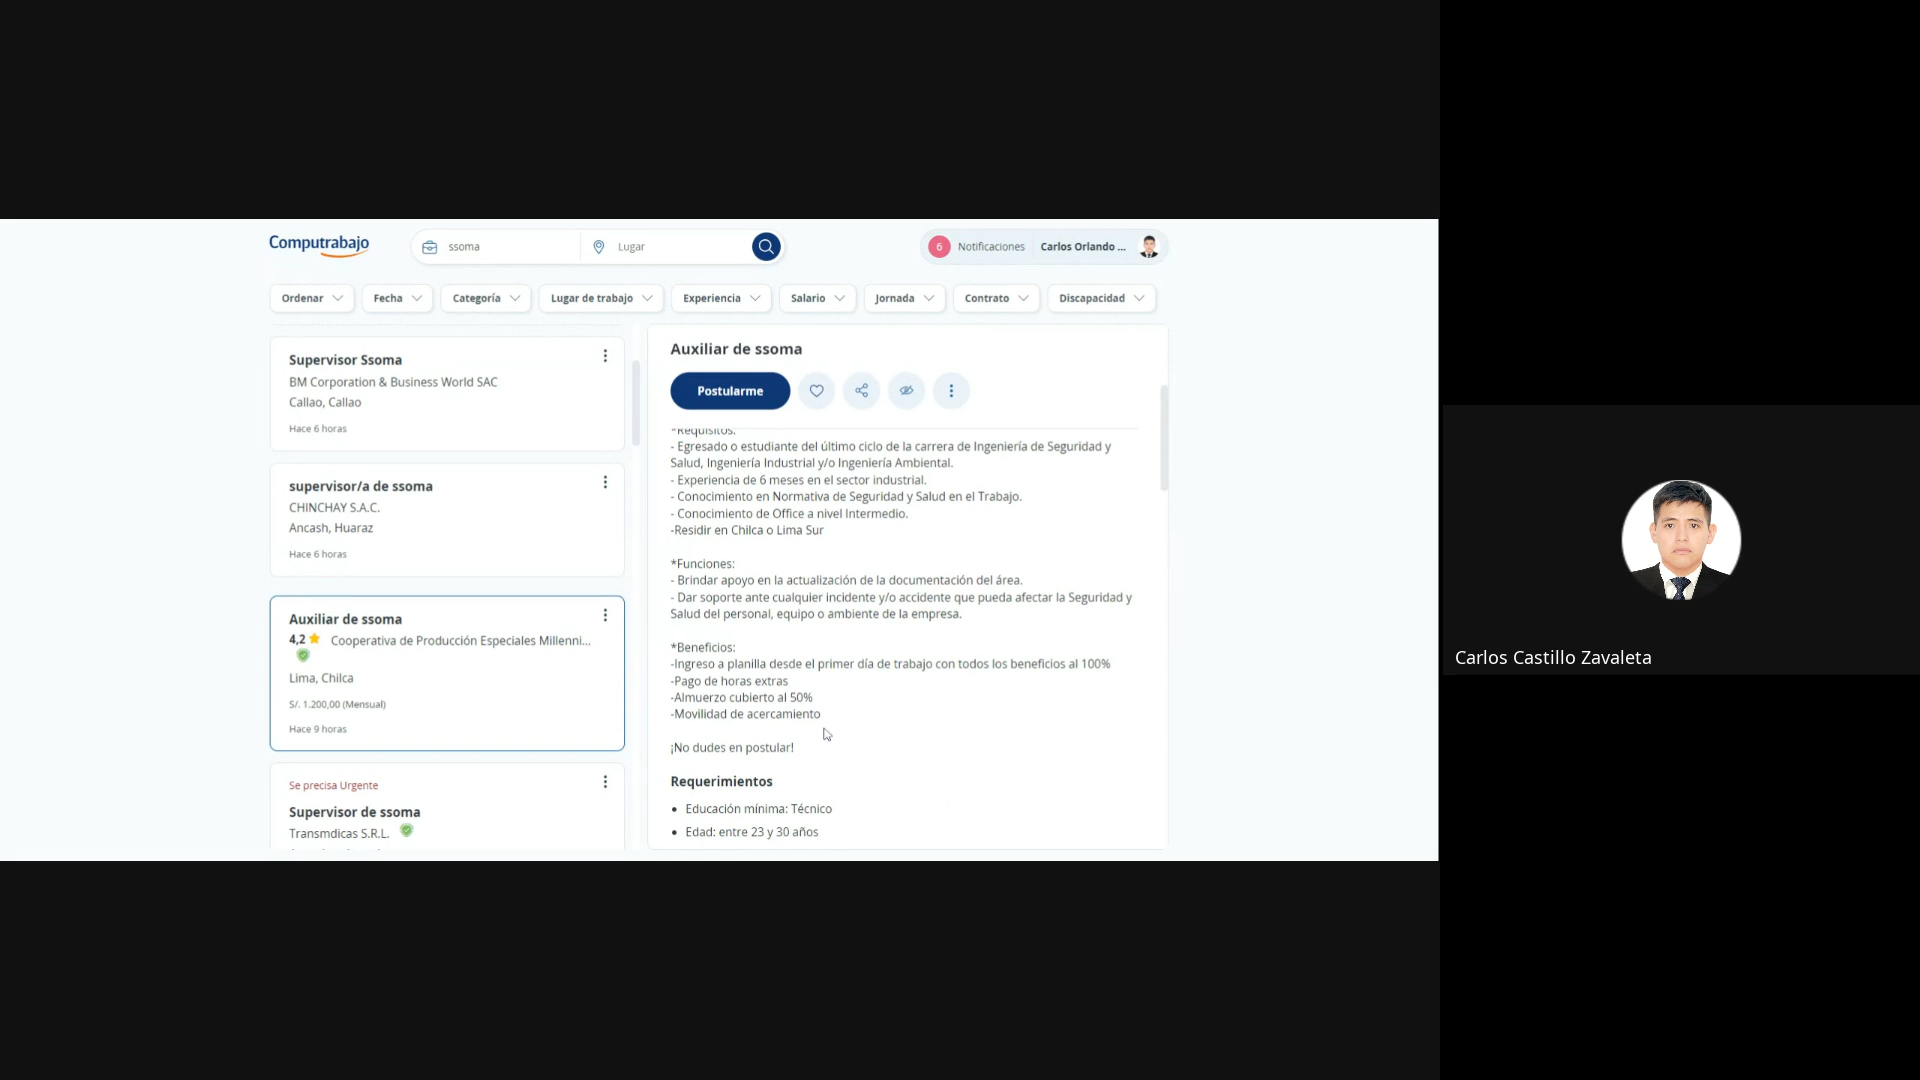 Computrabajo
ssoma
Lugar
6
Notificaciones
Carlos Orlando ...
Ordenar
Fecha
Categoría
Lugar de trabajo
Experiencia
Salario
Jornada
Contrato
Discapacidad
Supervisor Ssoma
BM Corporation & Business World SAC
Callao, Callao
Hace 6 horas
supervisor/a de ssoma
CHINCHAY S.A.C.
Ancash, Huaraz
Hace 6 horas
Auxiliar de ssoma
4,2 Cooperativa de Producción Especiales Millenni...
Lima, Chilca
S/. 1.200,00 (Mensual)
Hace 9 horas
Se precisa Urgente
Supervisor de ssoma
Transmdicas S.R.L.
Auxiliar de ssoma
Postularme
*Requisitos:
- Egresado o estudiante del último ciclo de la carrera de Ingeniería de Seguridad y
Salud, Ingeniería Industrial y/o Ingeniería Ambiental.
- Experiencia de 6 meses en el sector industrial.
- Conocimiento en Normativa de Seguridad y Salud en el Trabajo.
- Conocimiento de Office a nivel Intermedio.
-Residir en Chilca o Lima Sur
*Funciones:
- Brindar apoyo en la actualización de la documentación del área.
- Dar soporte ante cualquier incidente y/o accidente que pueda afectar la Seguridad y
Salud del personal, equipo o ambiente de la empresa.
*Beneficios:
-Ingreso a planilla desde el primer día de trabajo con todos los beneficios al 100%
-Pago de horas extras
-Almuerzo cubierto al 50%
-Movilidad de acercamiento
¡No dudes en postular!
Requerimientos
• Educación mínima: Técnico
• Edad: entre 23 y 30 años
Carlos Castillo Zavaleta